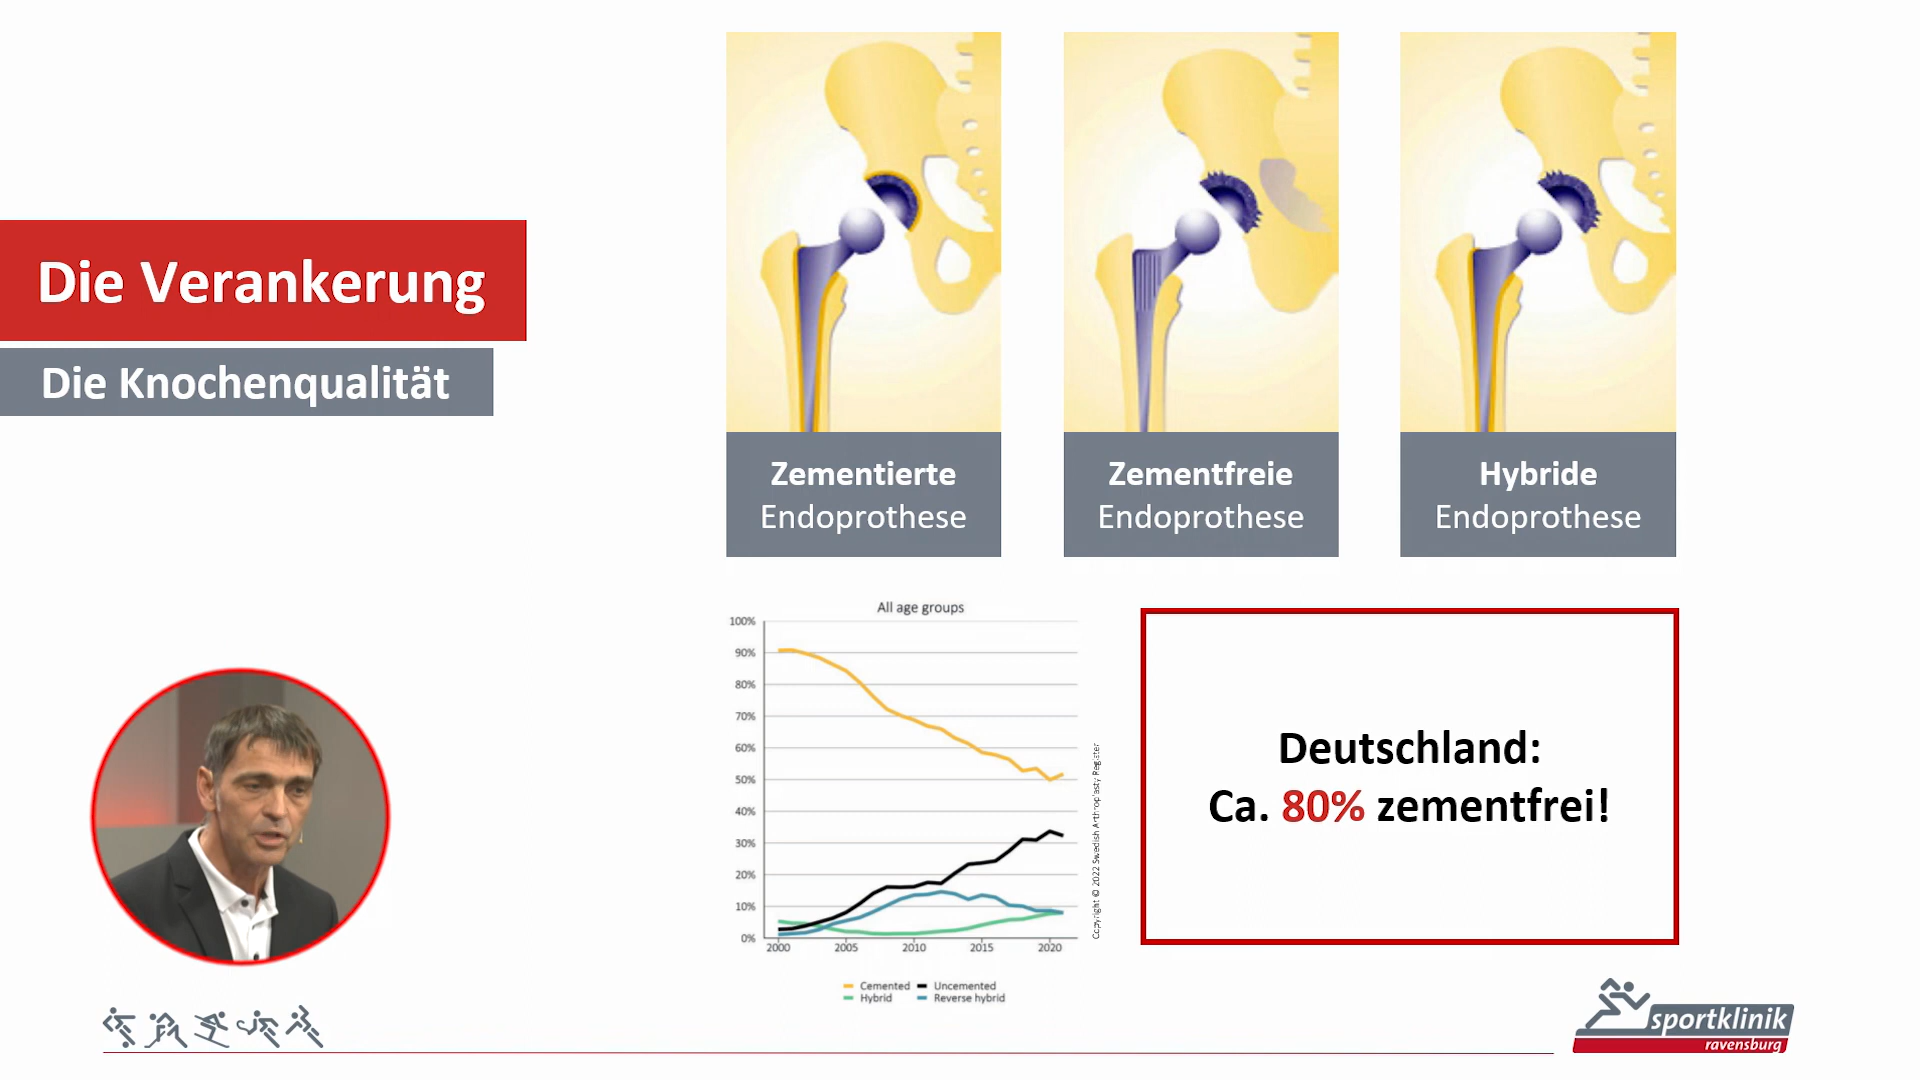 Die Verankerung
Die Knochenqualität
Zementierte
Endoprothese
Zementfreie
Endoprothese
Hybride
Endoprothese
All age groups
100%
90%
80%
70%
60%
50%
40%
30%
20%
10%
0%
2000 2005 2010 2015 2020
Cemented Uncemented
Hybrid Reverse hybrid
Copyright © 2022 Swedish Arthroplasty Register
Deutschland:
Ca. 80% zementfrei!
sportklinik
ravensburg